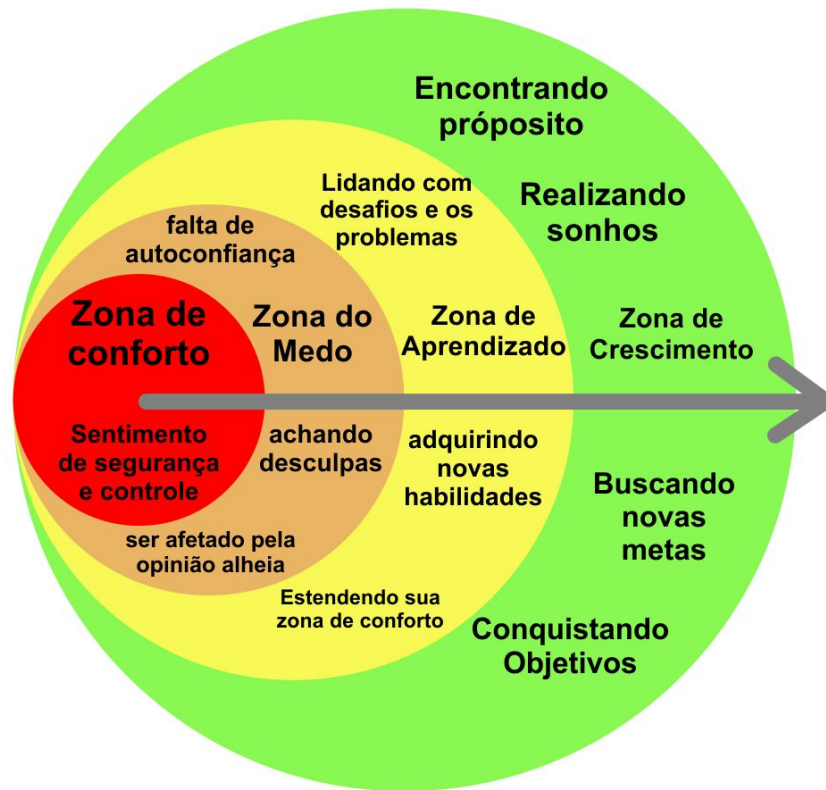 Encontrando
próposito
Realizando
sonhos
Lidando com
desafios e os
problemas
falta de
autoconfiança
Zona de
conforto
Zona do
Medo
Zona de
Aprendizado
Zona de
Crescimento
Sentimento
de segurança
e controle
achando
desculpas
adquirindo
novas
habilidades
Buscando
novas
metas
ser afetado pela
opinião alheia
Estendendo sua
zona de conforto
Conquistando
Objetivos